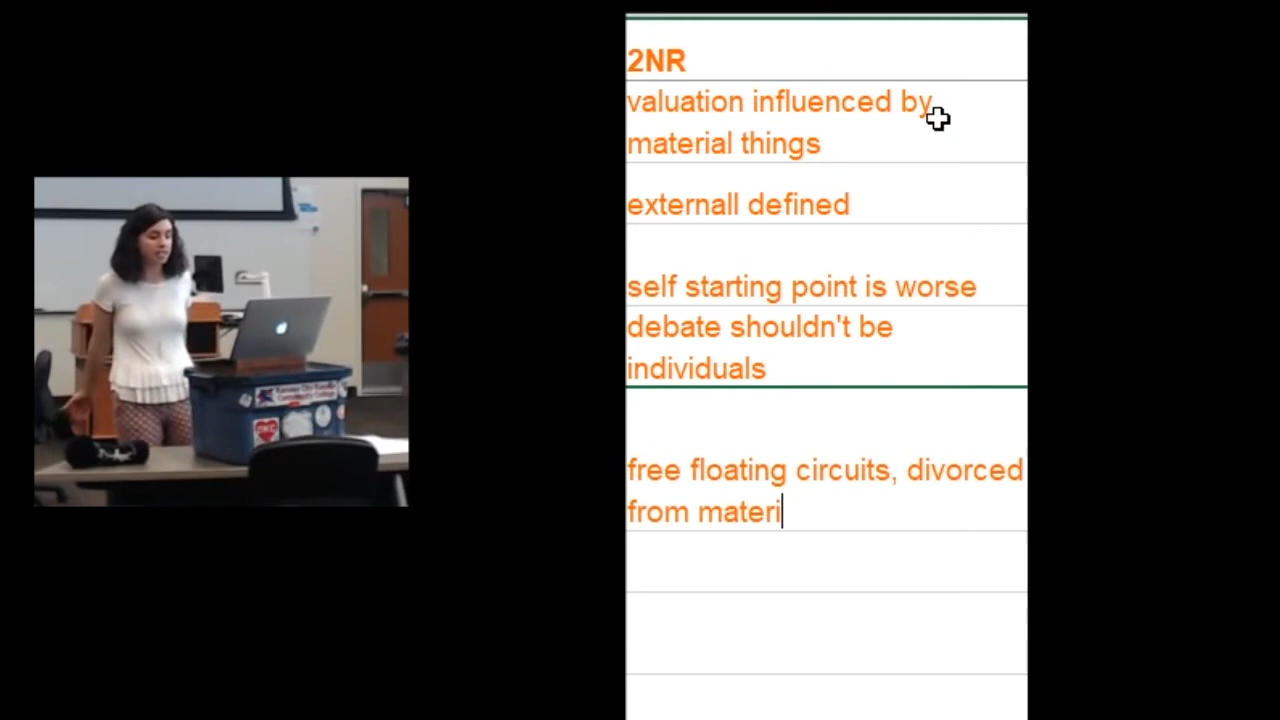 2NR
valuation influenced by
material things
externall defined
self starting point is worse
debate shouldn't be
individuals
free floating circuits, divorced
from materi